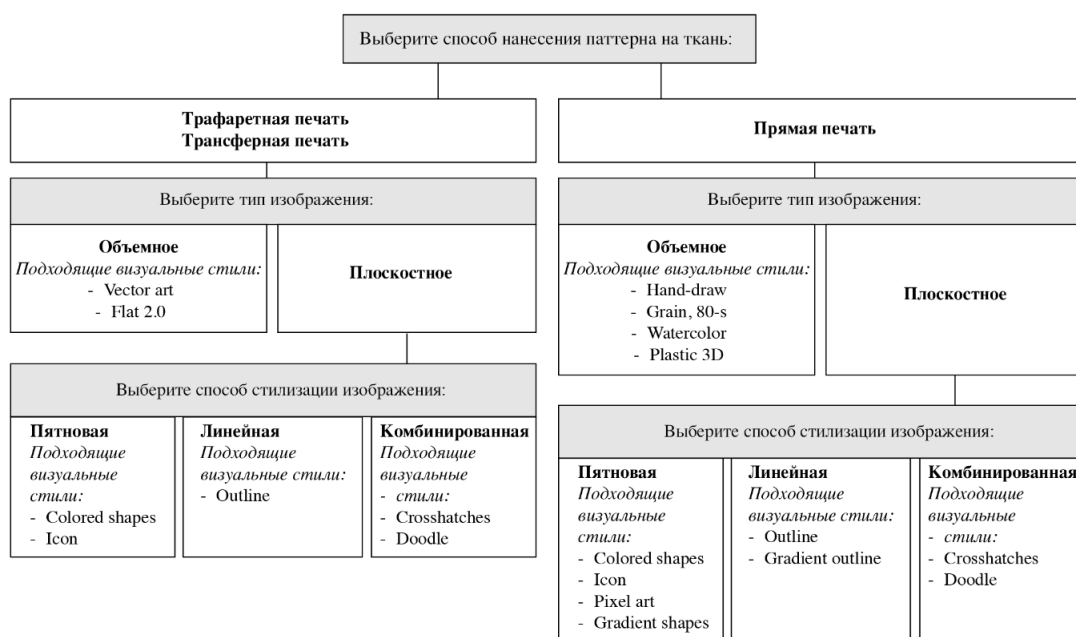 Выберите способ нанесения паттерна на ткань:
Трафаретная печать
Трансферная печать
Выберите тип изображения:
Объемное
Подходящие визуальные стили:
- Vector art
- Flat 2.0
Плоскостное
Выберите способ стилизации изображения:
Пятновая
Подходящие
визуальные
стили:
- Colored shapes
- Icon
Линейная
Подходящие
визуальные стили:
- Outline
Комбинированная
Подходящие
визуальные
- стили:
- Crosshatches
- Doodle
Прямая печать
Выберите тип изображения:
Объемное
Подходящие визуальные стили:
- Hand-draw
- Grain, 80-s
- Watercolor
- Plastic 3D
Плоскостное
Выберите способ стилизации изображения:
Пятновая
Подходящие
визуальные
стили:
- Colored shapes
- Icon
- Pixel art
- Gradient shapes
Линейная
Подходящие
визуальные стили:
- Outline
- Gradient outline
Комбинированная
Подходящие
визуальные
- стили:
- Crosshatches
- Doodle